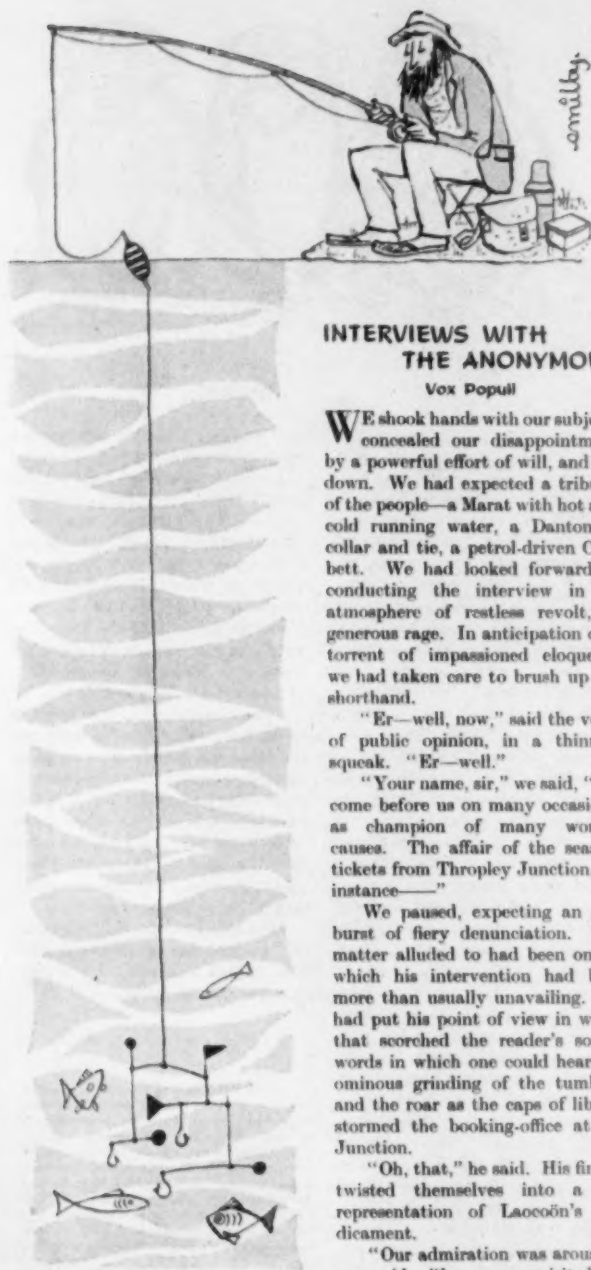 smilby.
INTERVIEWS WITH
THE ANONYMOU
Vox Populi
WE shook hands with our subje
concealed our disappointm
by a powerful effort of will, and
down. We had expected a tribu
of the people—a Marat with hot a
cold running water, a Danton
collar and tie, a petrol-driven C
bett. We had looked forward
conducting the interview in
atmosphere of restless revolt,
generous rage. In anticipation o
torrent of impassioned eloque
we had taken care to brush up
shorthand.
"Er—well, now," said the v
of public opinion, in a thin
squeak. "Er—well."
"Your name, sir," we said, "
come before us on many occasi
as champion of many wor
causes. The affair of the seas
tickets from Thropley Junction
instance——"
We paused, expecting an
burst of fiery denunciation.
matter alluded to had been on
which his intervention had b
more than usually unavailing.
had put his point of view in w
that scorched the reader's so
words in which one could hear
ominous grinding of the tumb
and the roar as the caps of lib
stormed the booking-office at
Junction.
"Oh, that," he said. His fin
twisted themselves into a
representation of Laocoön's
dicament.
"Our admiration was arou